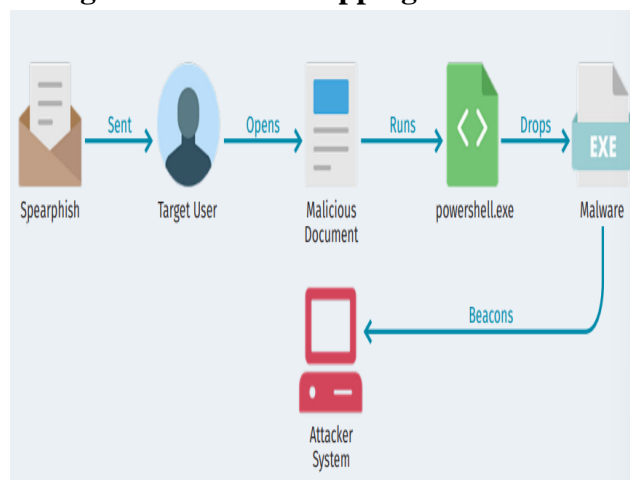 Sent
Opens
Runs
Drops
EXE
Spearphish
Target User
Malicious
Document
powershell.exe
Malware
Beacons
Attacker
System